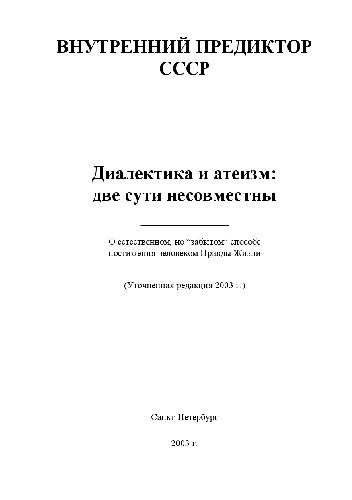 ВНУТРЕННИЙ ПРЕДИКТОР
СССР
Диалектика и атеизм:
две сути несовместны
О естественном, но “забытом” способе
постижения человеком Правды Жизни
(Уточненная редакция 2003 г.)
Санкт-Петербург
2003 г.